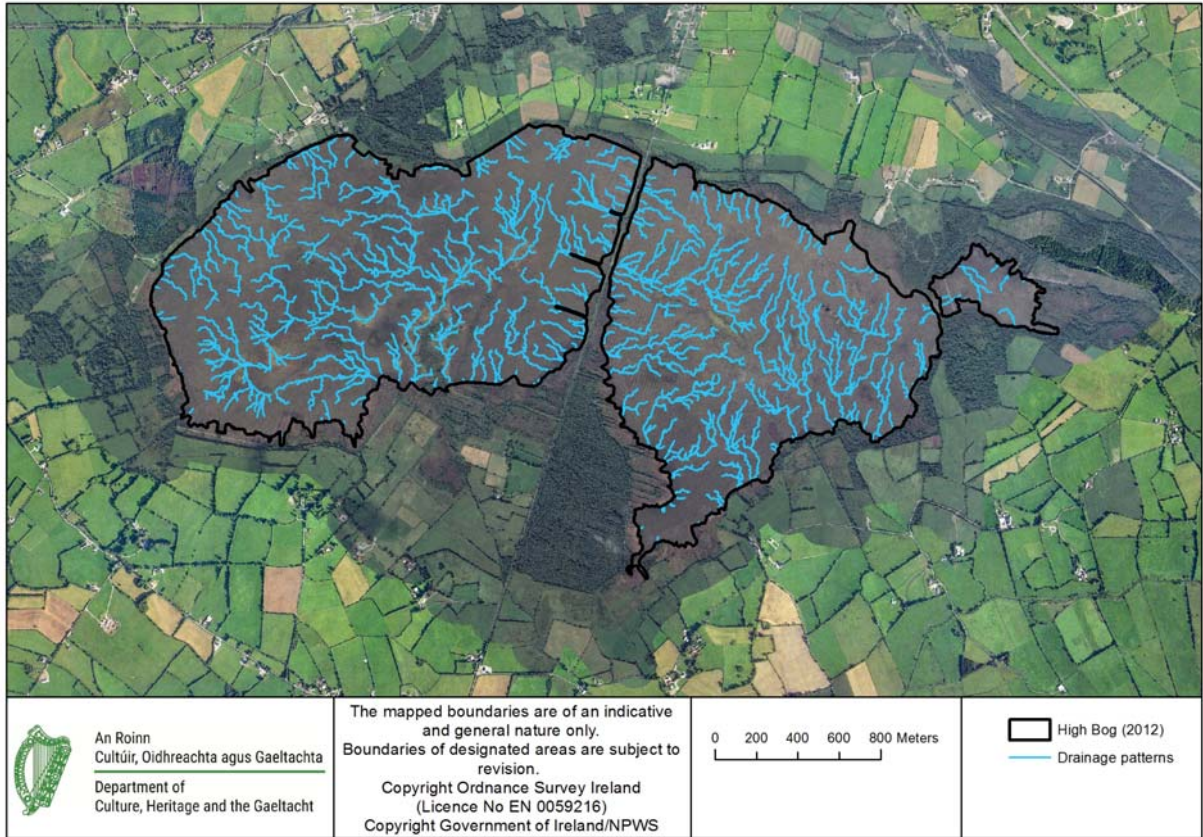 An Roinn
Cultúir, Oidhreachta agus Gaeltachta
Department of
Culture, Heritage and the Gaeltacht
The mapped boundaries are of an indicative
and general nature only.
Boundaries of designated areas are subject to
revision.
Copyright Ordnance Survey Ireland
(Licence No EN 0059216)
Copyright Government of Ireland/NPWS
0 200 400 600 800 Meters
High Bog (2012)
Drainage patterns